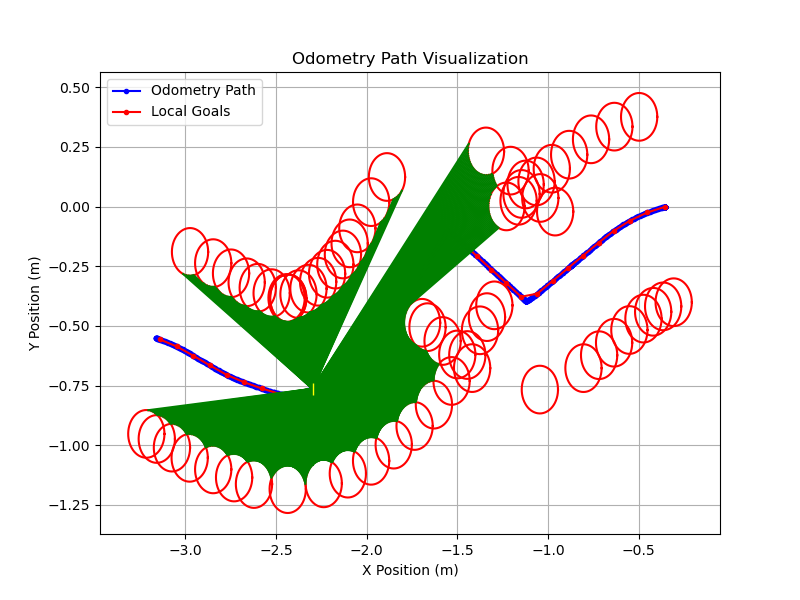 Odometry Path Visualization
Odometry Path
Local Goals
Y Position (m)
0.50
0.25
0.00
−0.25
−0.50
−0.75
−1.00
−1.25
−3.0 −2.5 −2.0 −1.5 −1.0 −0.5
X Position (m)